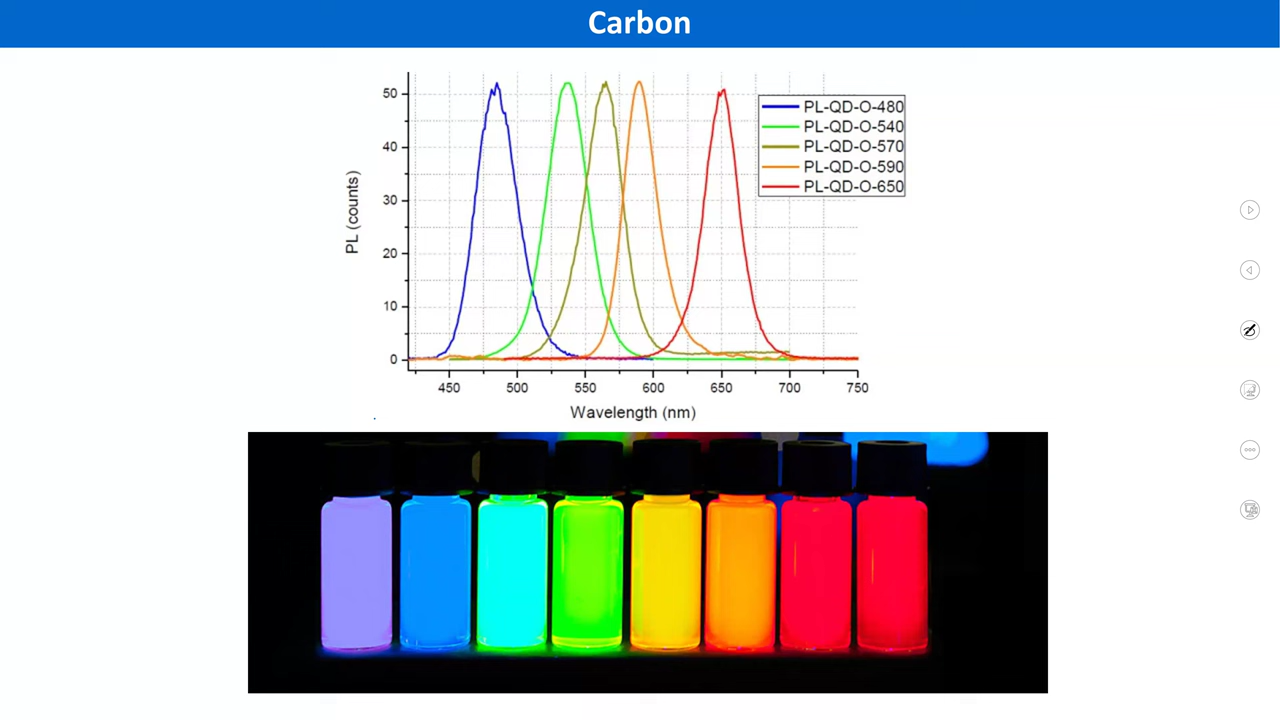 Carbon
50
40
30
20
10
0
PL (counts)
PL-QD-O-480
PL-QD-O-540
PL-QD-O-570
PL-QD-O-590
PL-QD-O-650
450 500 550 600 650 700 750
Wavelength (nm)